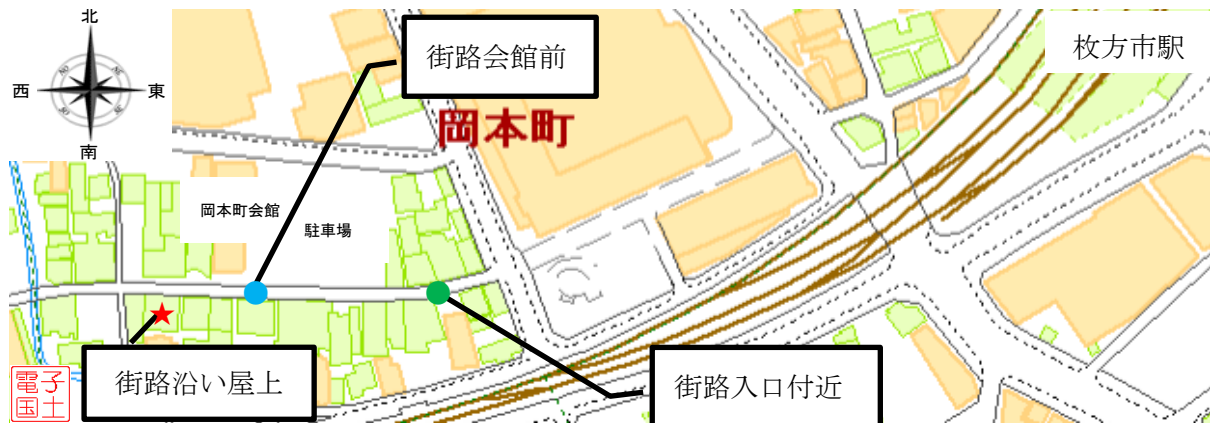 北
西
東
南
街路会館前
枚方市駅
岡本町
岡本町会館
駐車場
街路沿い屋上
街路入口付近
電子
国土